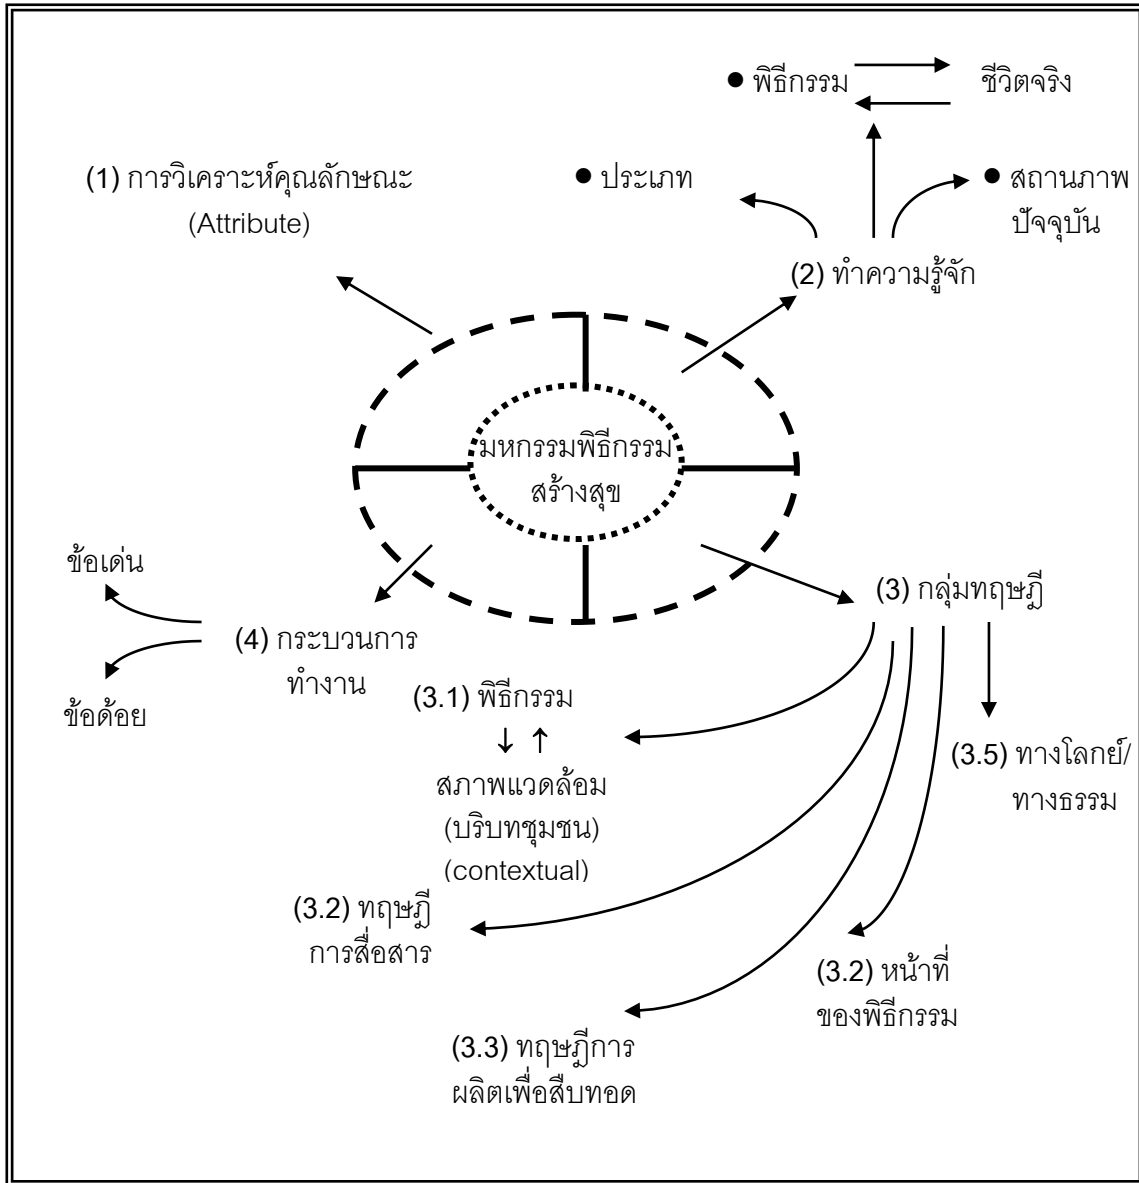 ● พิธีกรรม ชีวิตจริง
(1) การวิเคราะห์คุณลักษณะ
(Attribute)
● ประเภท
● สถานภาพ
ปัจจุบัน
(2) ทำความรู้จัก
มหกรรมพิธีกรรม
สร้างสุข
(3) กลุ่มทฤษฎี
ข้อเด่น
(4) กระบวนการ
ทำงาน
ข้อด้อย
(3.1) พิธีกรรม
↓ ↑
สภาพแวดล้อม
(บริบทชุมชน)
(contextual)
(3.5) ทางโลกย์/
ทางธรรม
(3.2) ทฤษฎี
การสื่อสาร
(3.2) หน้าที่
ของพิธีกรรม
(3.3) ทฤษฎีการ
ผลิตเพื่อสืบทอด